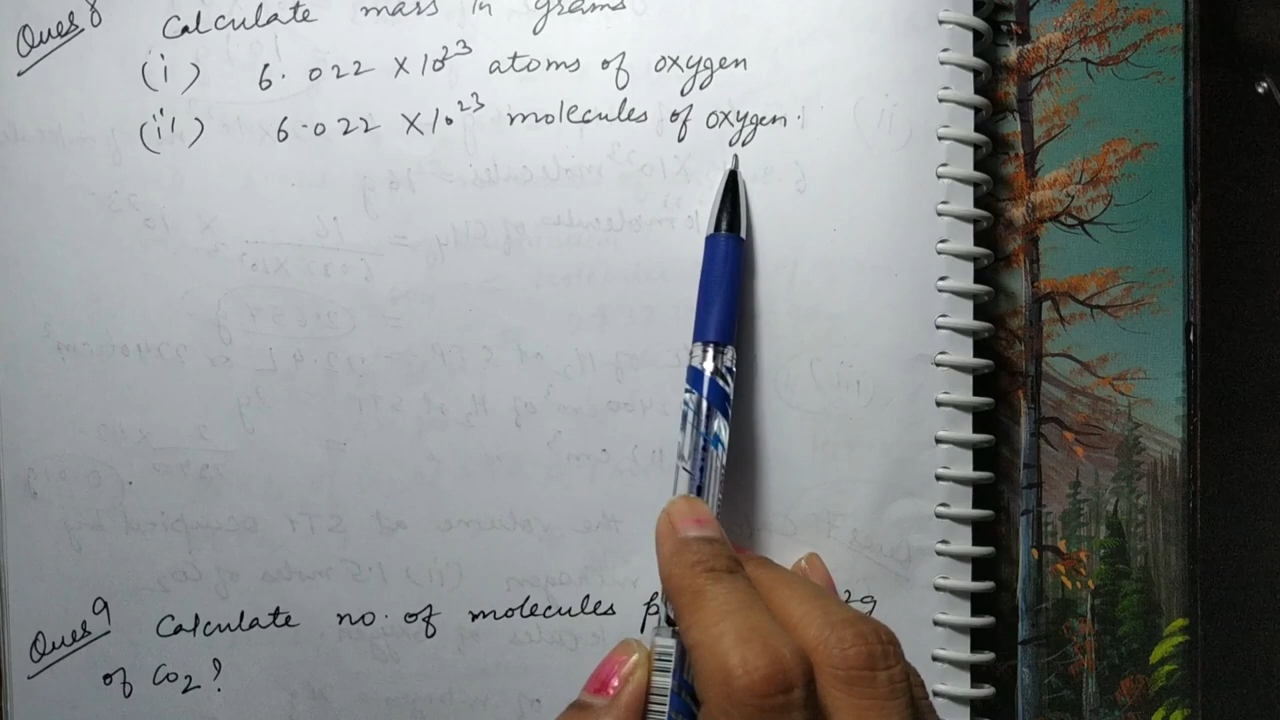 Ques 8 Calculate mass in grams
(i) 6.022 X 10²³ atoms of oxygen
(ii) 6.022 X 10²³ molecules of oxygen.
Ques 9 Calculate no. of molecules
of CO₂?